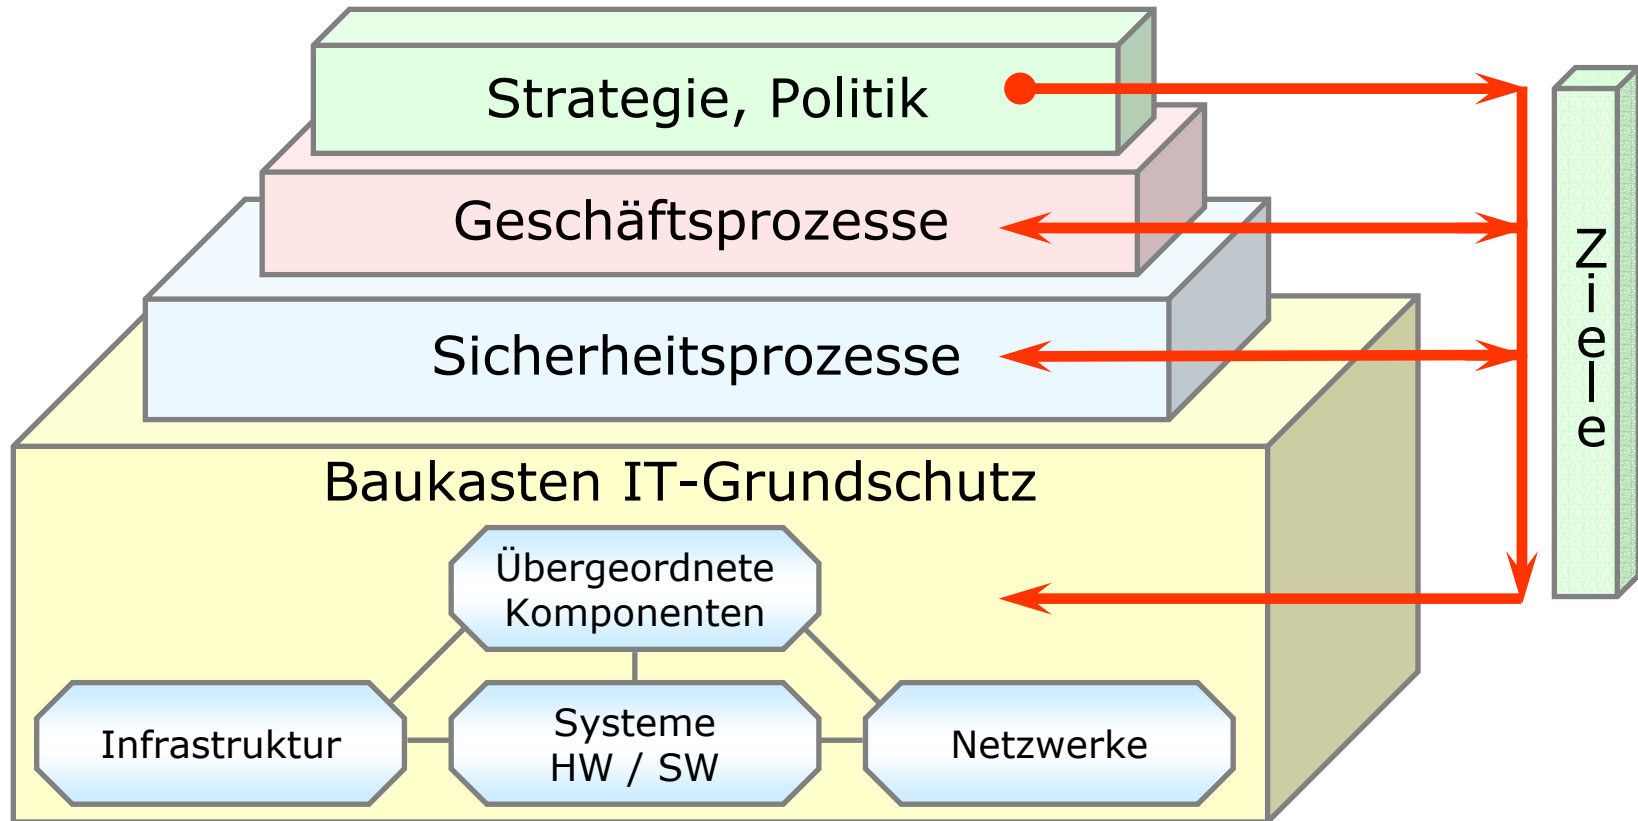 Strategie, Politik
Geschäftsprozesse
Sicherheitsprozesse
Baukasten IT-Grundschutz
Übergeordnete
Komponenten
Infrastruktur
Systeme
HW / SW
Netzwerke
Ziele